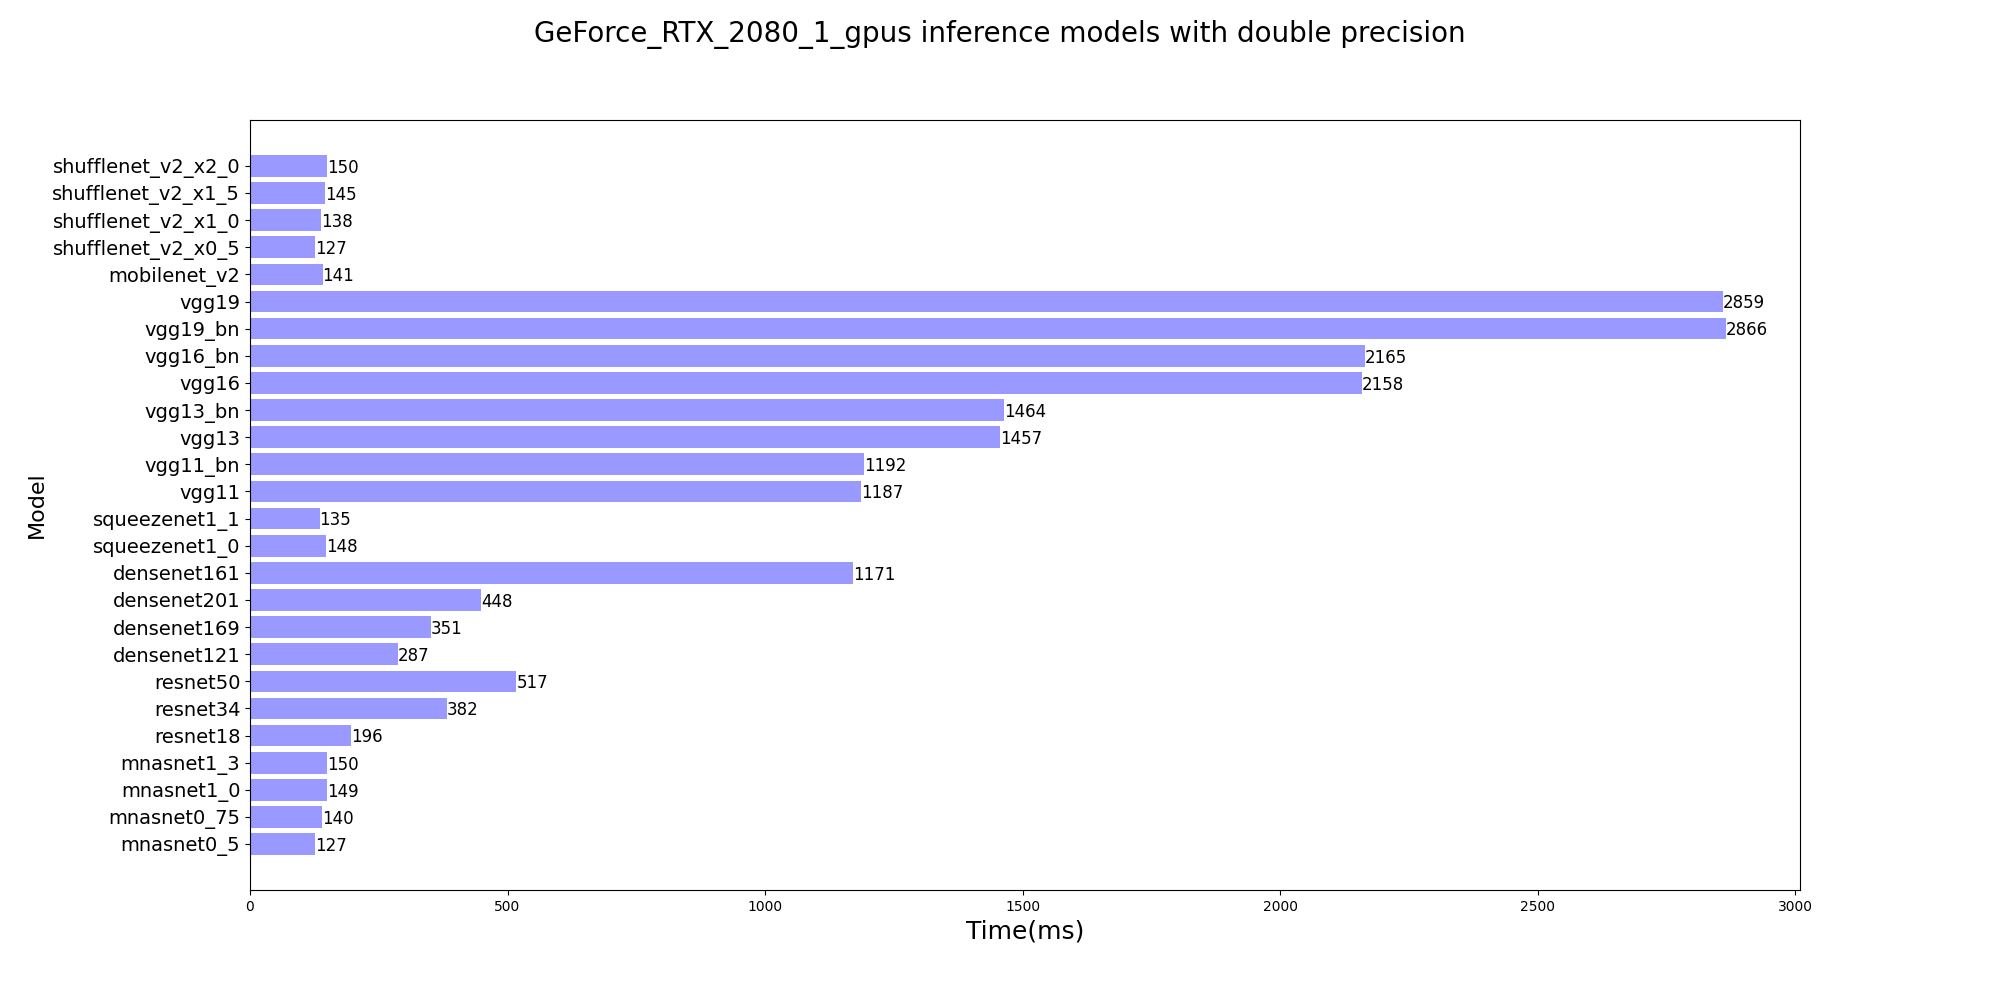 GeForce_RTX_2080_1_gpus inference models with double precision
shufflenet_v2_x2_0 150
shufflenet_v2_x1_5 145
shufflenet_v2_x1_0 138
shufflenet_v2_x0_5 127
mobilenet_v2 141
vgg19 2859
vgg19_bn 2866
vgg16_bn 2165
vgg16 2158
vgg13_bn 1464
vgg13 1457
vgg11_bn 1192
vgg11 1187
squeezenet1_1 135
squeezenet1_0 148
densenet161 1171
densenet201 448
densenet169 351
densenet121 287
resnet50 517
resnet34 382
resnet18 196
mnasnet1_3 150
mnasnet1_0 149
mnasnet0_75 140
mnasnet0_5 127
Model
0 500 1000 1500 2000 2500 3000
Time(ms)